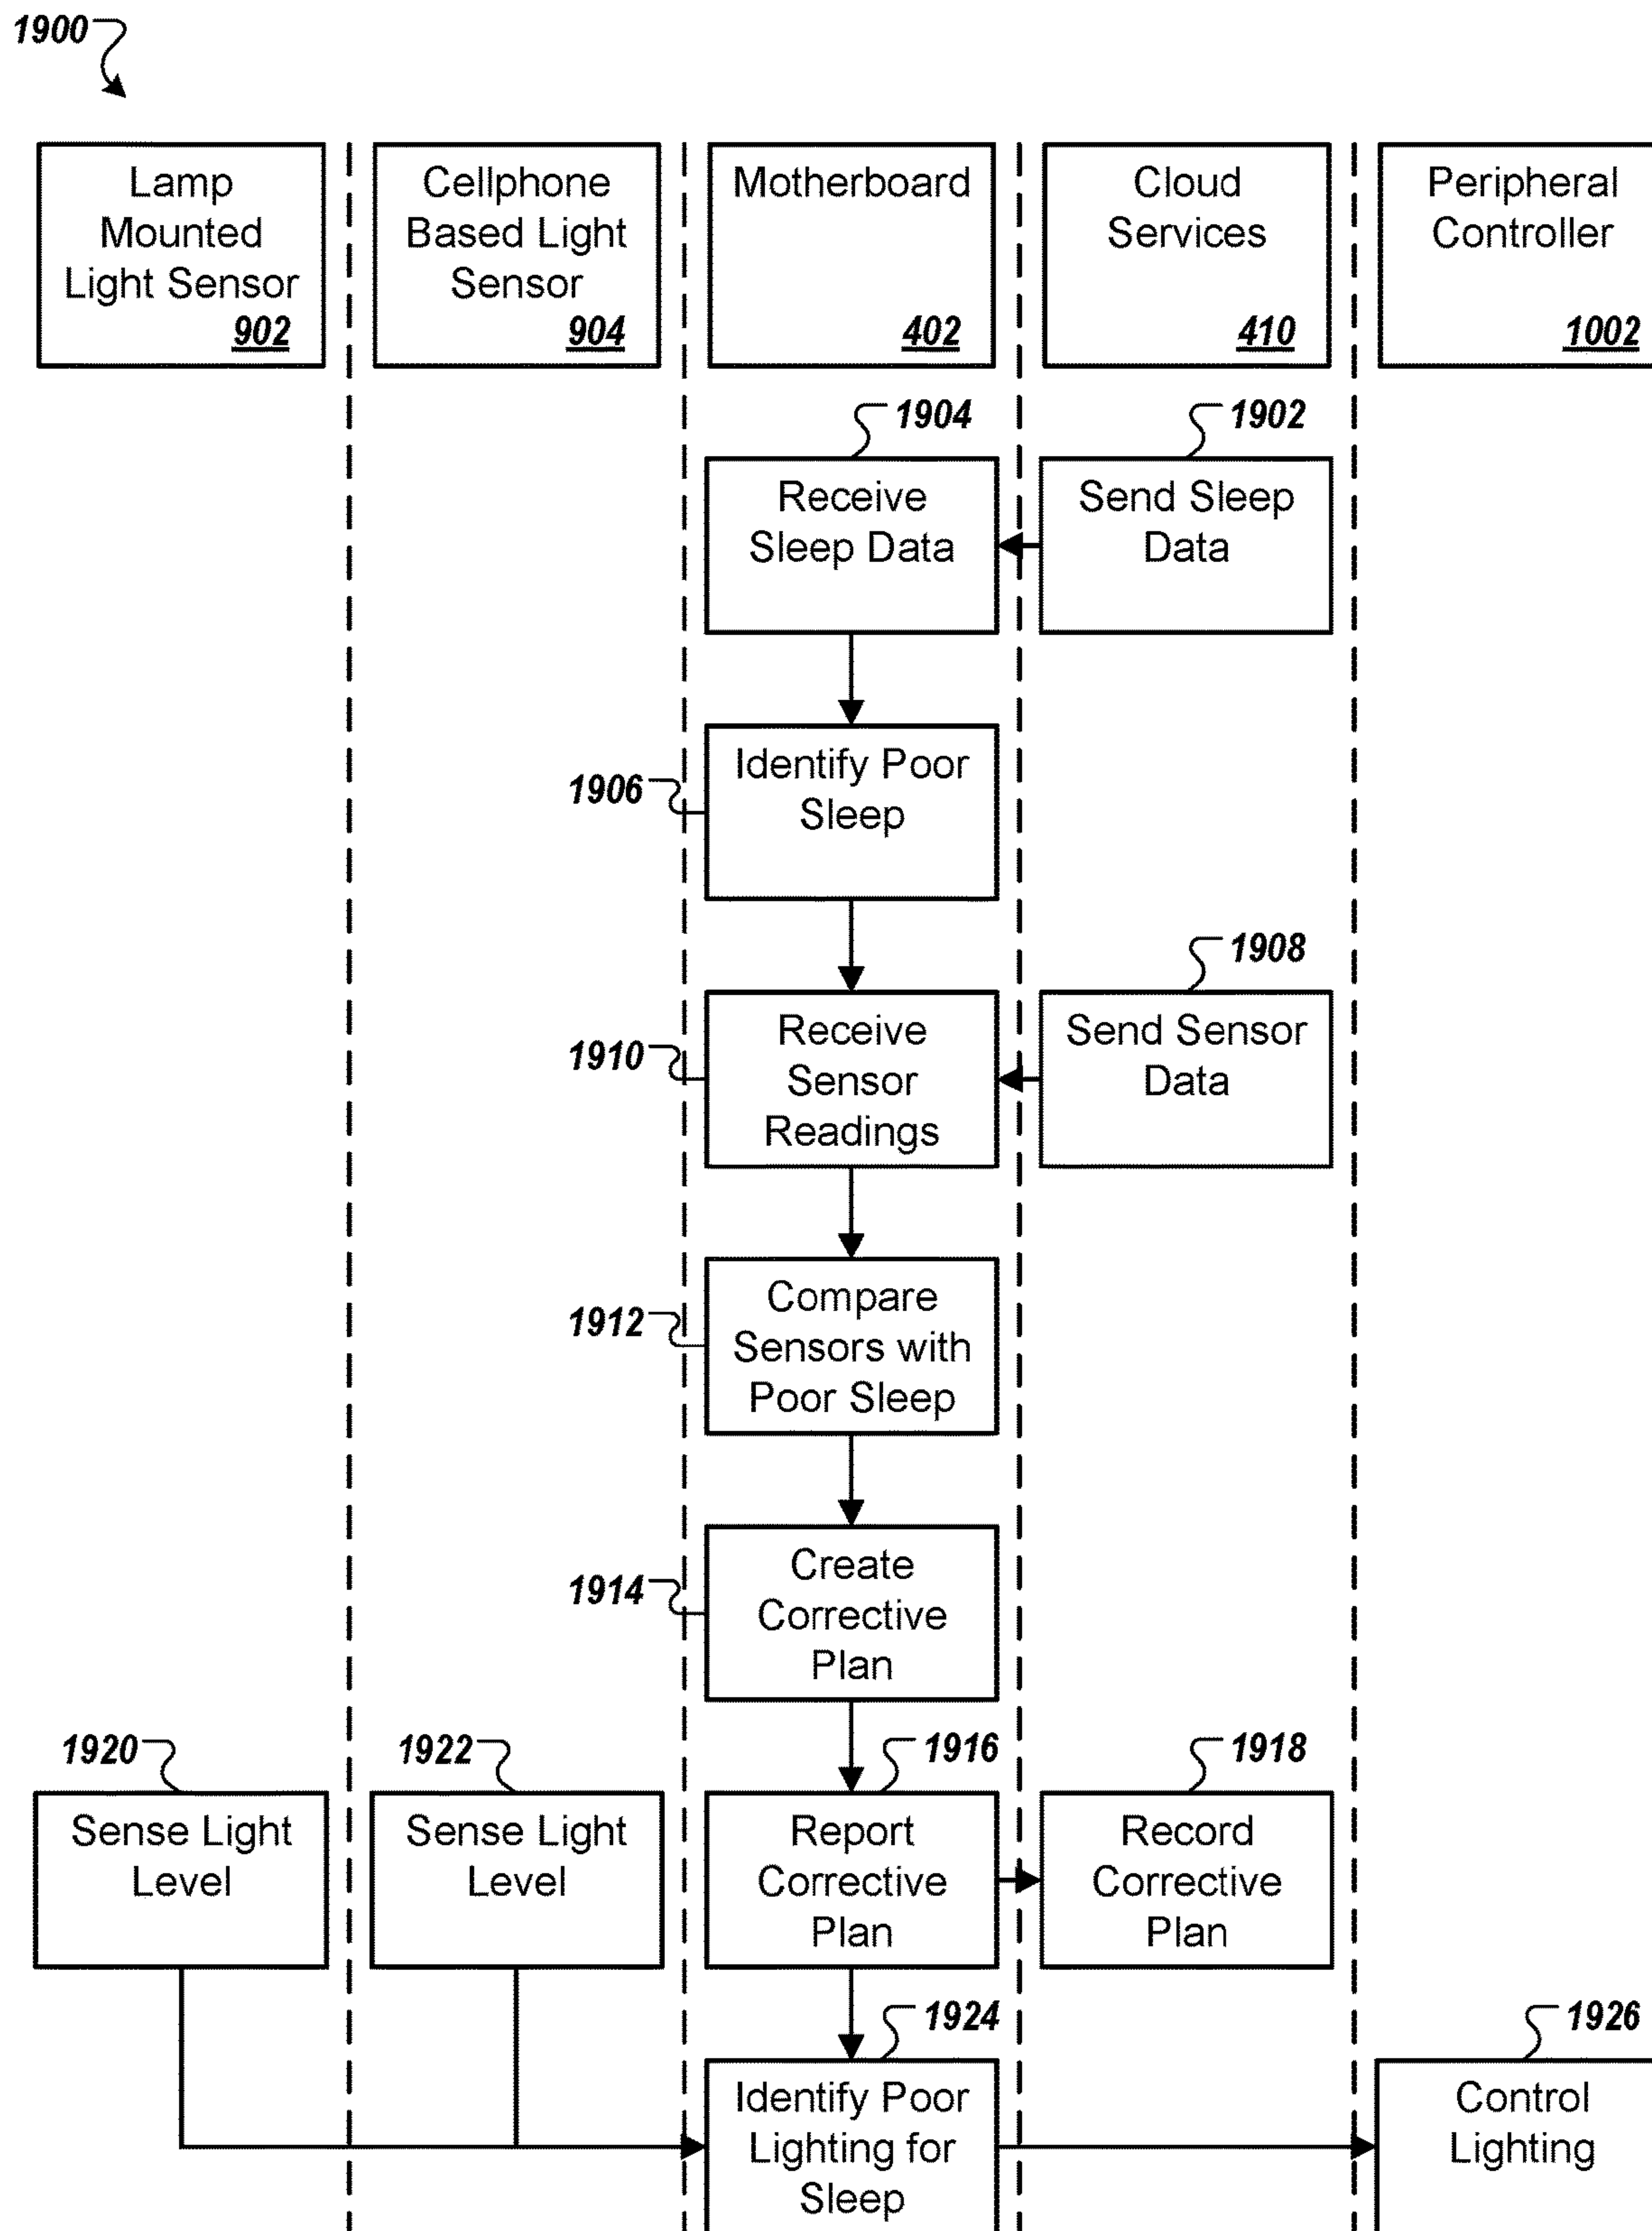 1900
Lamp
Mounted
Light Sensor
902
Cellphone
Based Light
Sensor
904
Motherboard
402
Cloud
Services
410
Peripheral
Controller
1002
1904
Receive
Sleep Data
1902
Send Sleep
Data
1906
Identify Poor
Sleep
1910
Receive
Sensor
Readings
1908
Send Sensor
Data
1912
Compare
Sensors with
Poor Sleep
1914
Create
Corrective
Plan
1920
Sense Light
Level
1922
Sense Light
Level
1916
Report
Corrective
Plan
1918
Record
Corrective
Plan
1924
Identify Poor
Lighting for
Sleep
1926
Control
Lighting